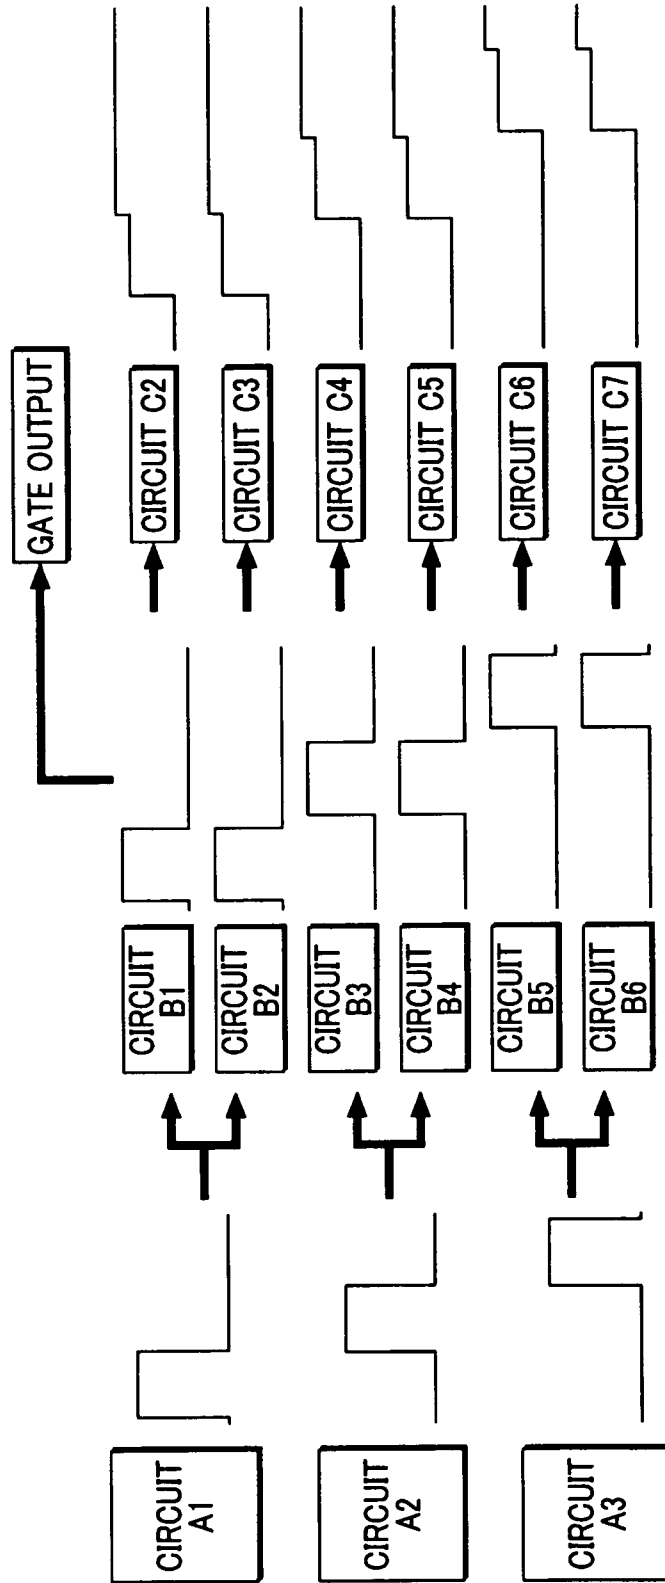 GATE OUTPUT
CIRCUIT
A1
CIRCUIT
A2
CIRCUIT
A3
CIRCUIT
B1
CIRCUIT
B2
CIRCUIT
B3
CIRCUIT
B4
CIRCUIT
B5
CIRCUIT
B6
CIRCUIT C2
CIRCUIT C3
CIRCUIT C4
CIRCUIT C5
CIRCUIT C6
CIRCUIT C7